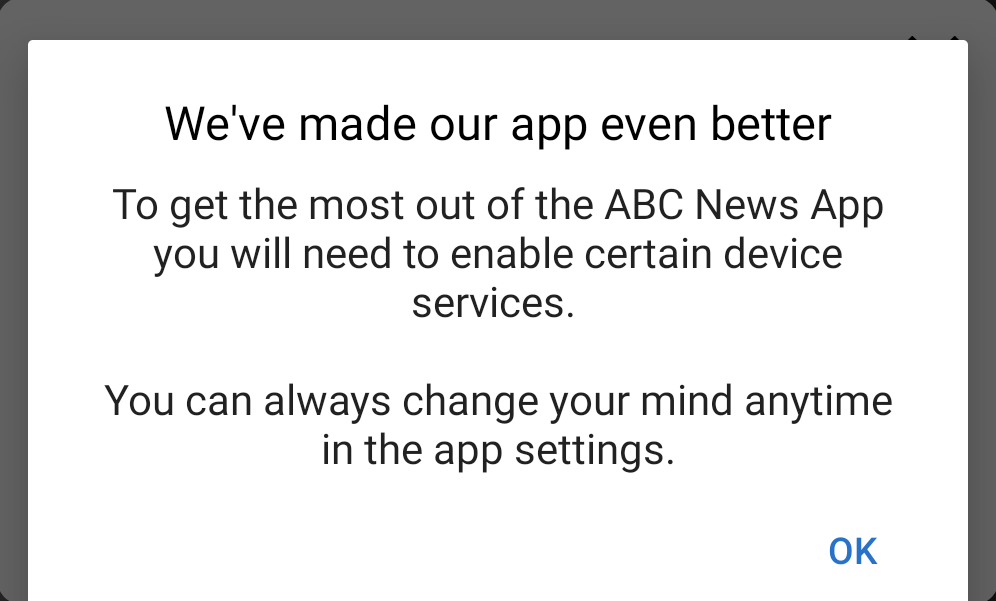 We've made our app even better
To get the most out of the ABC News App
you will need to enable certain device
services.
You can always change your mind anytime
in the app settings.
OK